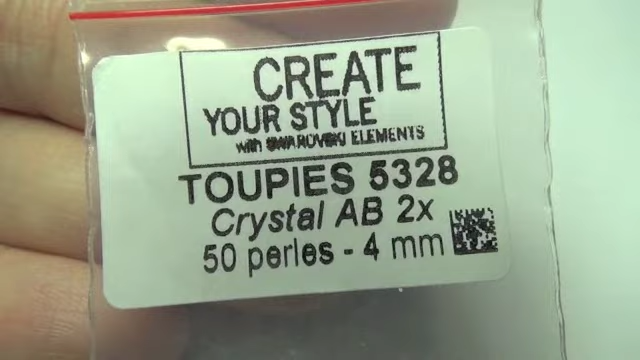 CREATE
YOUR STYLE
with SWAROVSKI ELEMENTS
TOUPIES 5328
Crystal AB 2x
50 perles - 4 mm